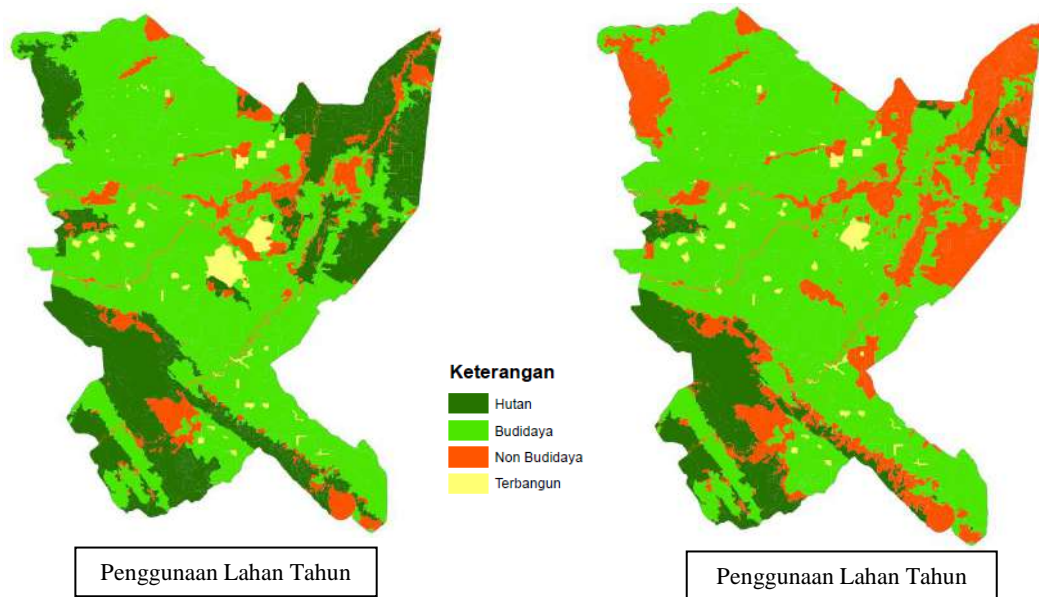 Keterangan
Hutan
Budidaya
Non Budidaya
Terbangun
Penggunaan Lahan Tahun
Penggunaan Lahan Tahun